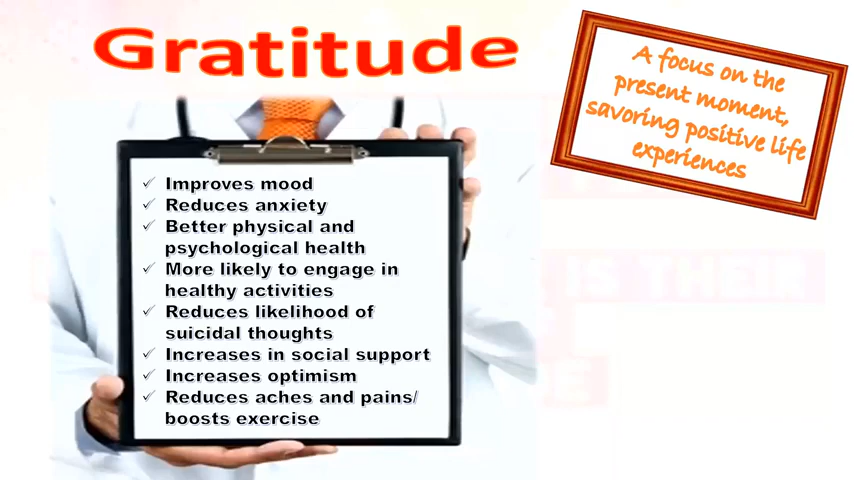 Gratitude
A focus on the
present moment,
savoring positive life
experiences
✓ Improves mood
✓ Reduces anxiety
✓ Better physical and
psychological health
✓ More likely to engage in
healthy activities
✓ Reduces likelihood of
suicidal thoughts
✓ Increases in social support
✓ Increases optimism
✓ Reduces aches and pains/
boosts exercise
IS THEIR